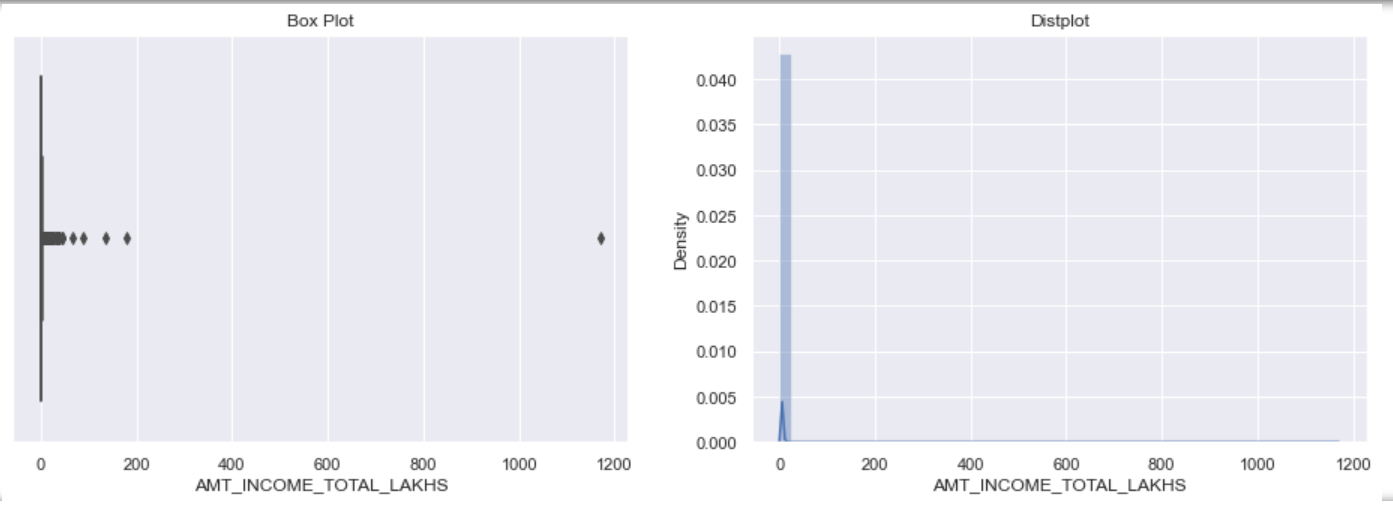 Box Plot
0 200 400 600 800 1000 1200
AMT_INCOME_TOTAL_LAKHS
Distplot
Density
0.040
0.035
0.030
0.025
0.020
0.015
0.010
0.005
0.000
0 200 400 600 800 1000 1200
AMT_INCOME_TOTAL_LAKHS